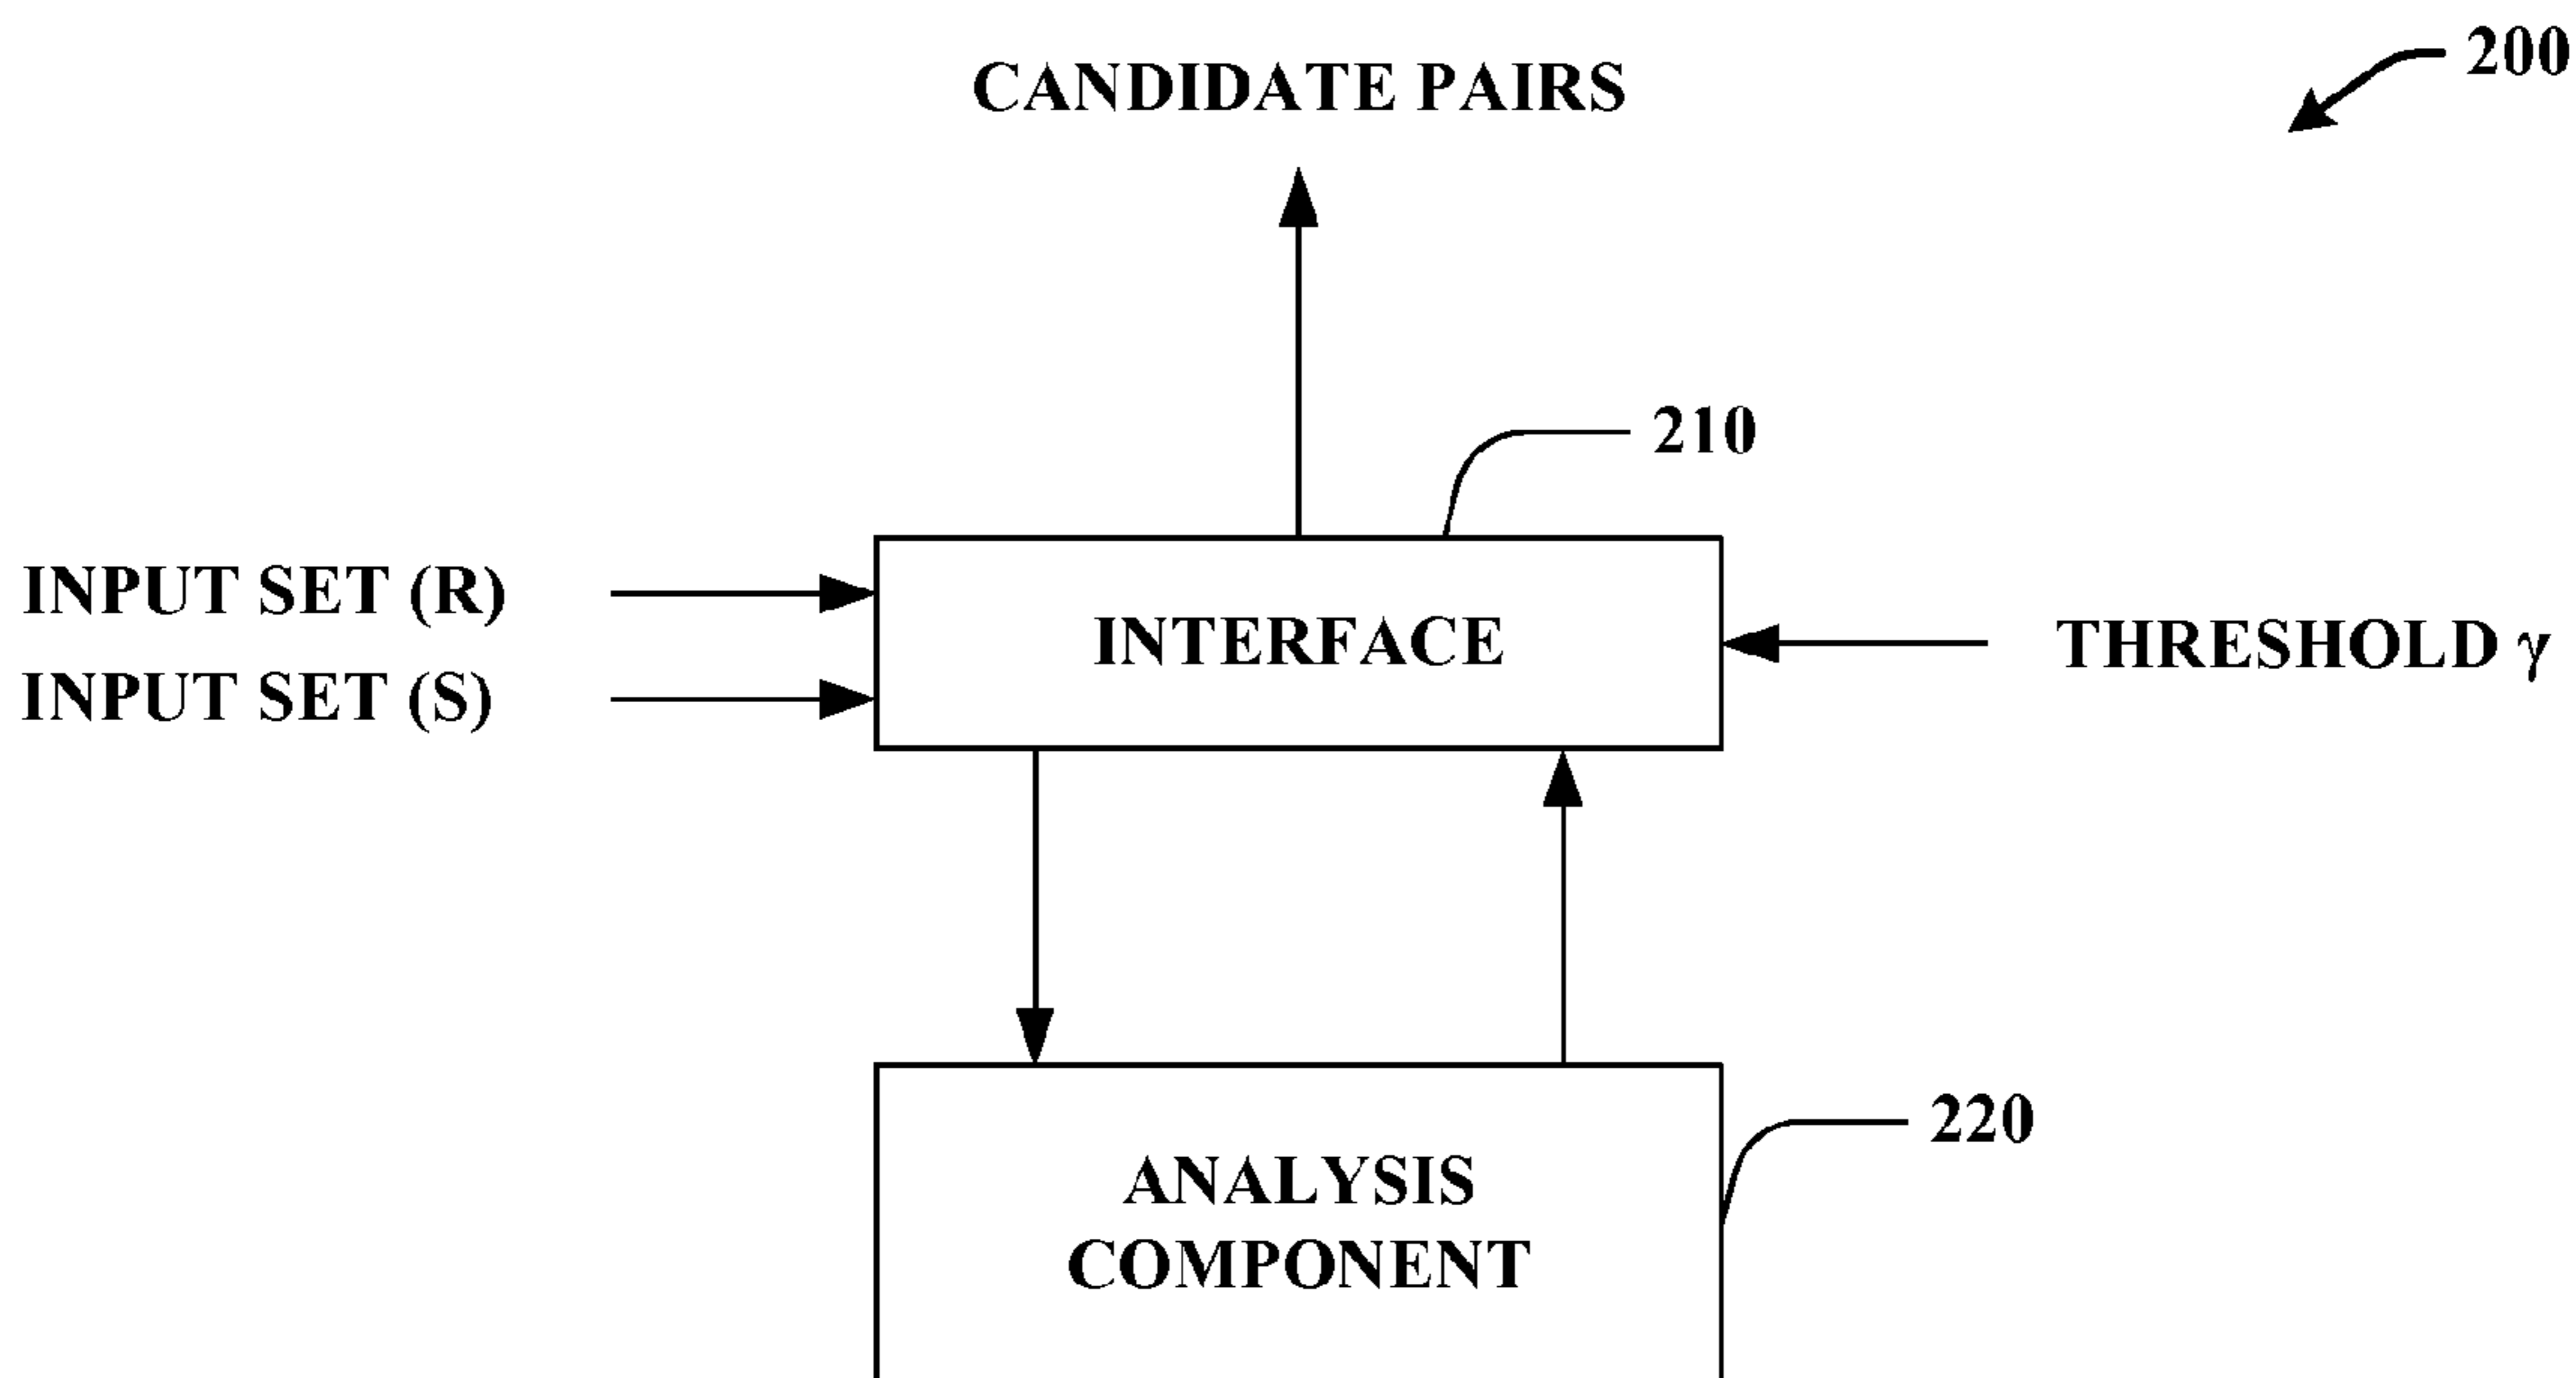 200
CANDIDATE PAIRS
210
INPUT SET (R)
INPUT SET (S)
INTERFACE
THRESHOLD γ
220
ANALYSIS
COMPONENT